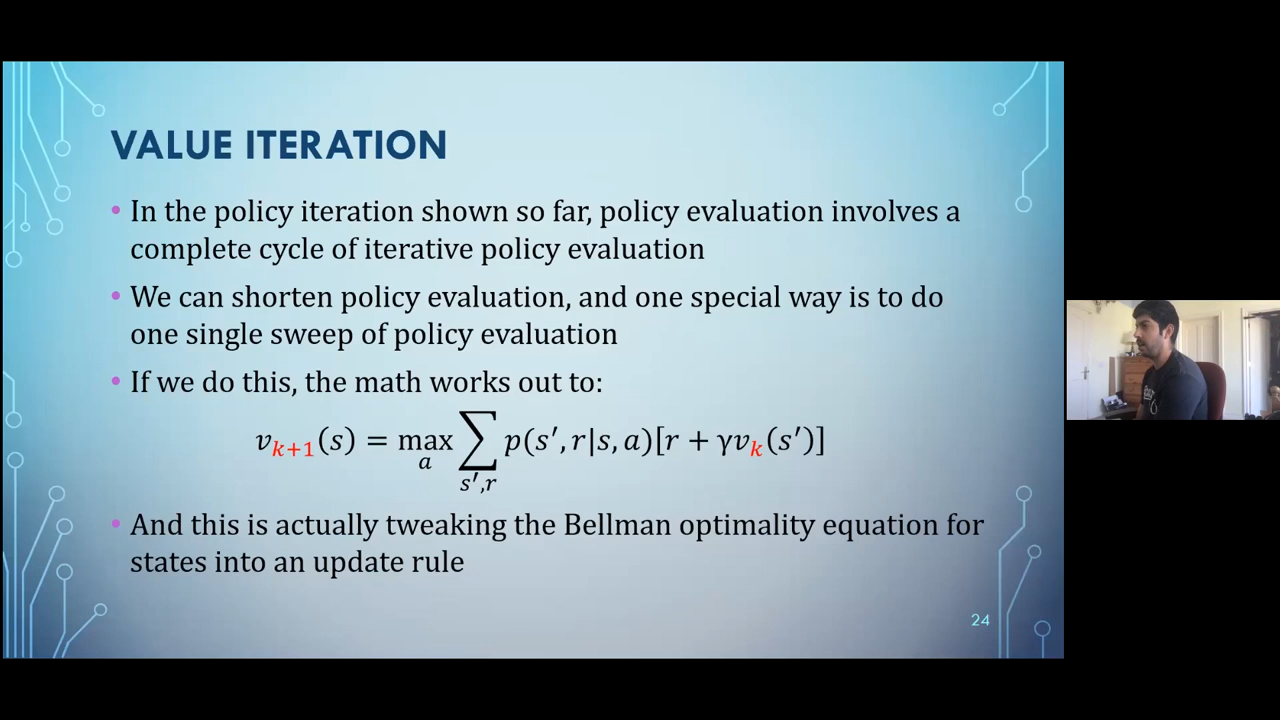 VALUE ITERATION
• In the policy iteration shown so far, policy evaluation involves a
complete cycle of iterative policy evaluation
• We can shorten policy evaluation, and one special way is to do
one single sweep of policy evaluation
• If we do this, the math works out to:
v_{k+1}(s) = max_a ∑_{s′,r} p(s′, r|s, a)[r + γv_k(s′)]
• And this is actually tweaking the Bellman optimality equation for
states into an update rule
24